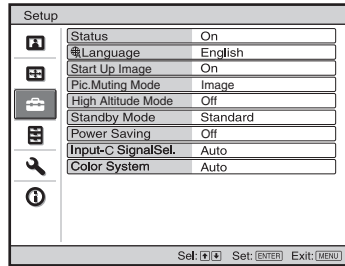 Setup
Status On
Language English
Start Up Image On
Pic.Muting Mode Image
High Altitude Mode Off
Standby Mode Standard
Power Saving Off
Input-C SignalSel. Auto
Color System Auto
Sel: Set: ENTER Exit: MENU